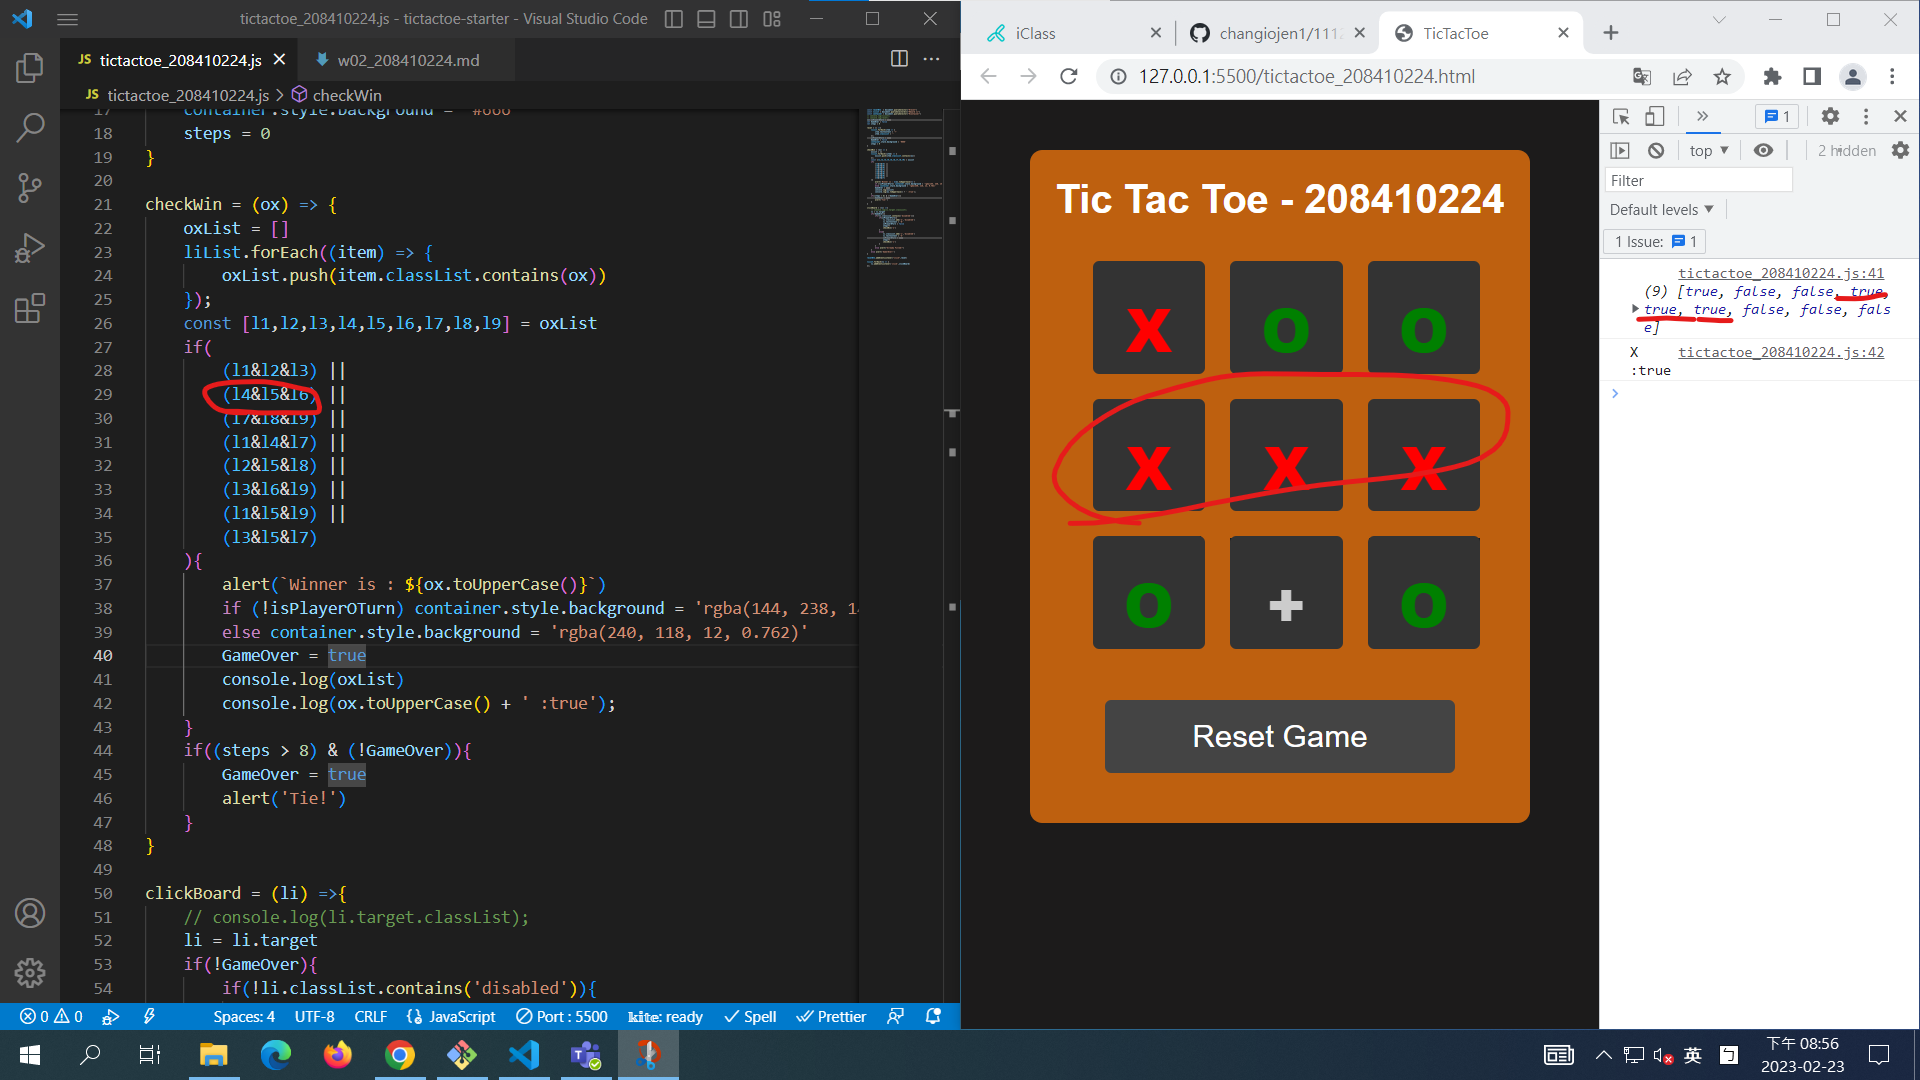 tictactoe_208410224.js - tictactoe-starter - Visual Studio Code
JS tictactoe_208410224.js
w02_208410224.md
JS tictactoe_208410224.js > checkWin
17 container.style.background = '#666'
18 steps = 0
19 }
20
21 checkWin = (ox) => {
22 oxList = []
23 liList.forEach((item) => {
24 oxList.push(item.classList.contains(ox))
25 });
26 const [l1,l2,l3,l4,l5,l6,l7,l8,l9] = oxList
27 if(
28 (l1&l2&l3) ||
29 (l4&l5&l6) ||
30 (l7&l8&l9) ||
31 (l1&l4&l7) ||
32 (l2&l5&l8) ||
33 (l3&l6&l9) ||
34 (l1&l5&l9) ||
35 (l3&l5&l7)
36 ){
37 alert(`Winner is : ${ox.toUpperCase()}`)
38 if (!isPlayerOTurn) container.style.background = 'rgba(144, 238, 14
39 else container.style.background = 'rgba(240, 118, 12, 0.762)'
40 GameOver = true
41 console.log(oxList)
42 console.log(ox.toUpperCase() + ' :true');
43 }
44 if((steps > 8) & (!GameOver)){
45 GameOver = true
46 alert('Tie!')
47 }
48 }
49
50 clickBoard = (li) =>{
51 // console.log(li.target.classList);
52 li = li.target
53 if(!GameOver){
54 if(!li.classList.contains('disabled')){
0 0 Spaces: 4 UTF-8 CRLF JavaScript Port : 5500 kite: ready Spell Prettier
iClass
changiojen1/1112
TicTacToe
127.0.0.1:5500/tictactoe_208410224.html
Tic Tac Toe - 208410224
x o o
x x x
o + o
Reset Game
1
top
2 hidden
Filter
Default levels
1 Issue: 1
tictactoe_208410224.js:41
(9) [true, false, false, true,
true, true, false, false, fals
e]
X tictactoe_208410224.js:42
:true
英
下午 08:56
2023-02-23